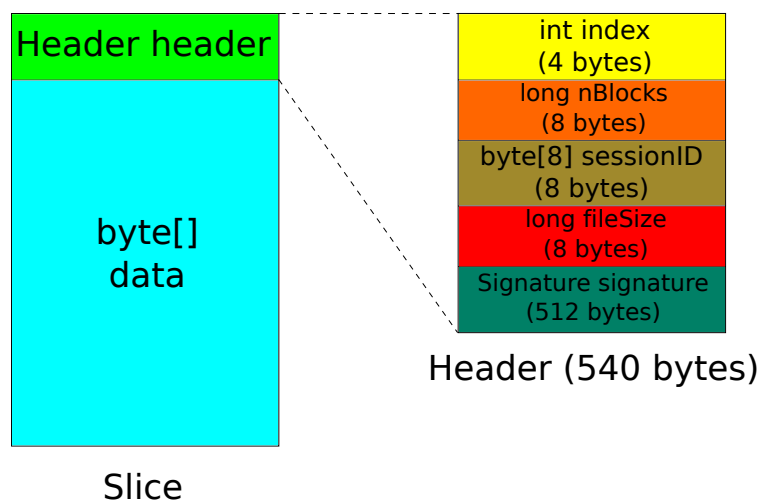 Header header
byte[]
data
Slice
int index
(4 bytes)
long nBlocks
(8 bytes)
byte[8] sessionID
(8 bytes)
long fileSize
(8 bytes)
Signature signature
(512 bytes)
Header (540 bytes)